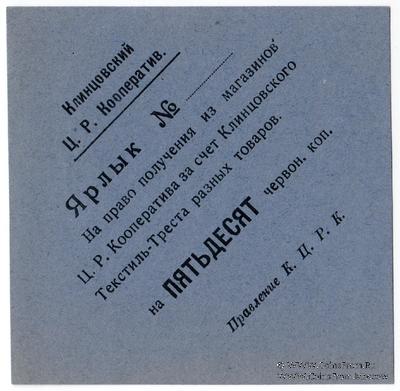 Клинцовский
Ц. Р. Кооператив.
Ярлык №
На право получения из магазинов
Ц. Р. Кооператива за счет Клинцовского
Текстиль-Треста разных товаров.
на ПЯТЬДЕСЯТ червон. коп.
Правление К. Ц. Р. К.